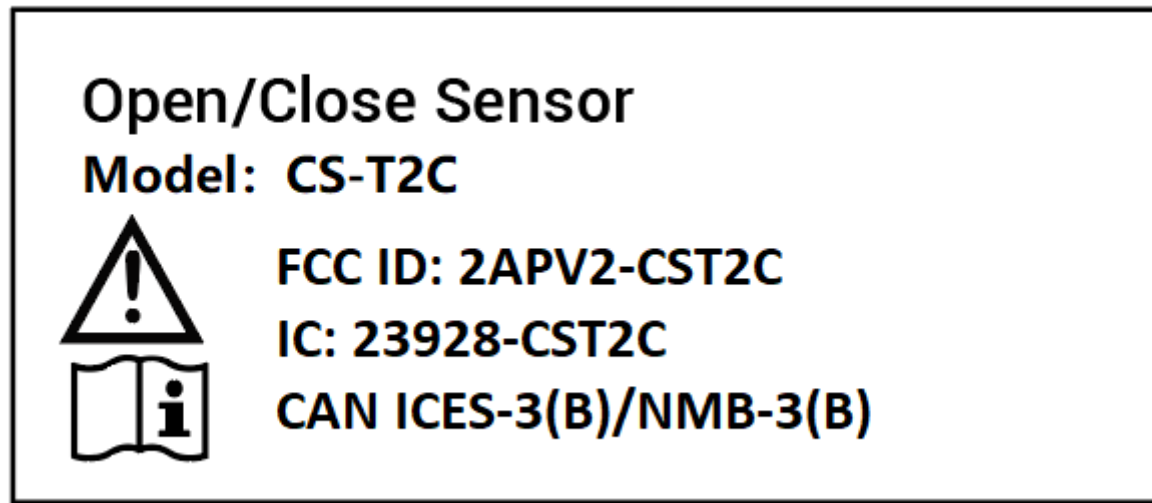 Open/Close Sensor
Model: CS-T2C
FCC ID: 2APV2-CST2C
IC: 23928-CST2C
CAN ICES-3(B)/NMB-3(B)